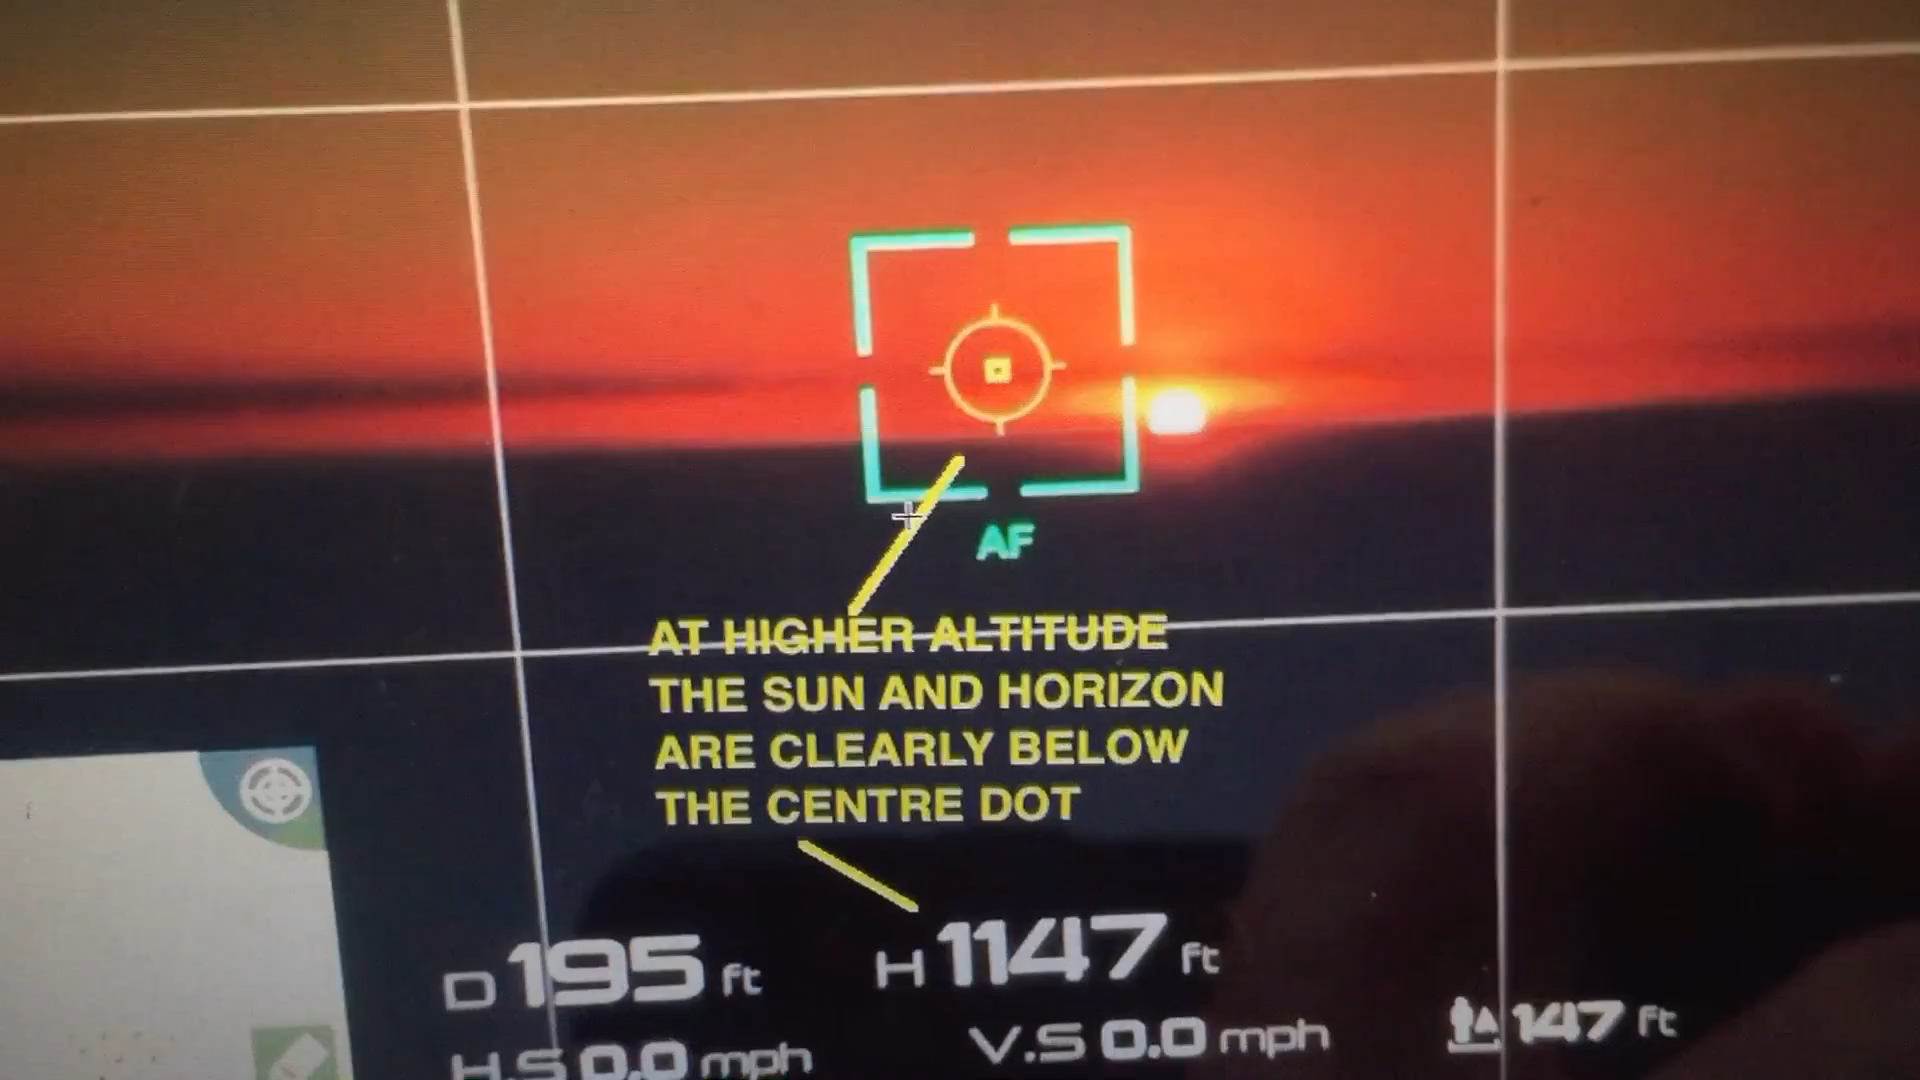 AF
AT HIGHER ALTITUDE
THE SUN AND HORIZON
ARE CLEARLY BELOW
THE CENTRE DOT
D 195 ft H 1147 ft
H.S 0.0 mph V.S 0.0 mph 147 ft